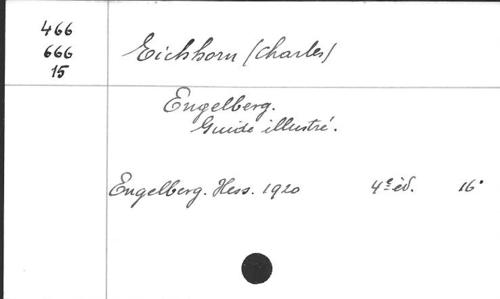 466
666
15
Eichhorn (Charles)
Engelberg.
Guide illustré.
Engelberg. Hess. 1920 4e éd. 16°